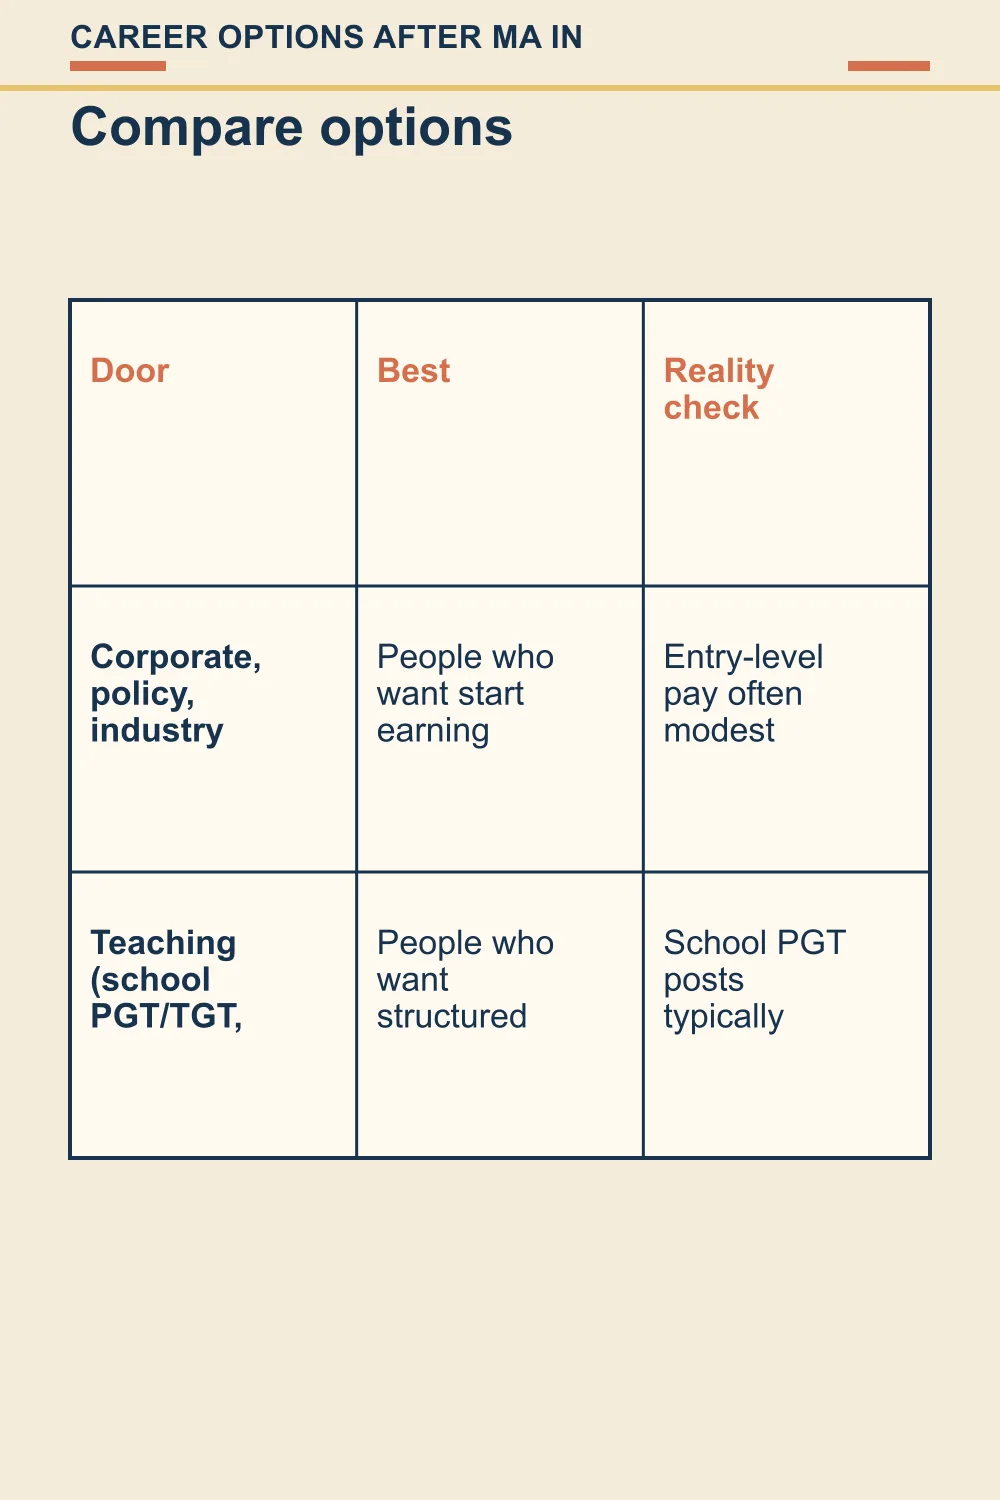 CAREER OPTIONS AFTER MA IN
Compare options
Door
Best
Reality
check
Corporate,
policy,
industry
People who
want start
earning
Entry-level
pay often
modest
Teaching
(school
PGT/TGT,
People who
want
structured
School PGT
posts
typically